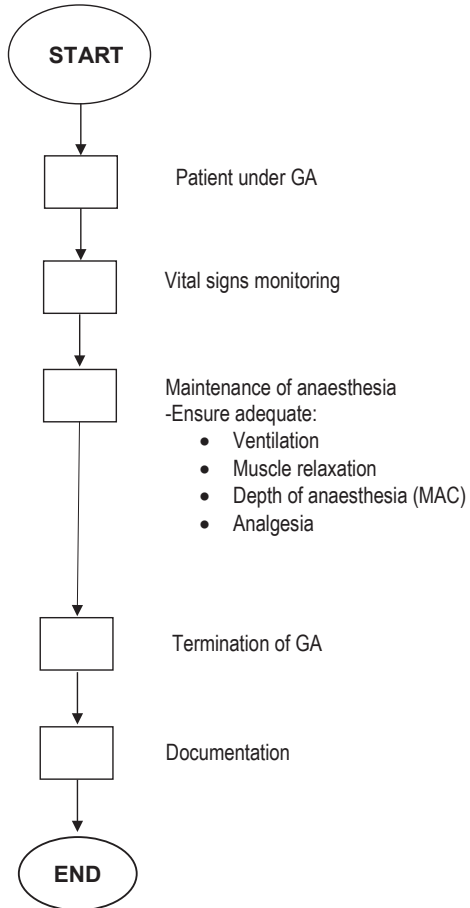 START
Patient under GA
Vital signs monitoring
Maintenance of anaesthesia
-Ensure adequate:
• Ventilation
• Muscle relaxation
• Depth of anaesthesia (MAC)
• Analgesia
Termination of GA
Documentation
END